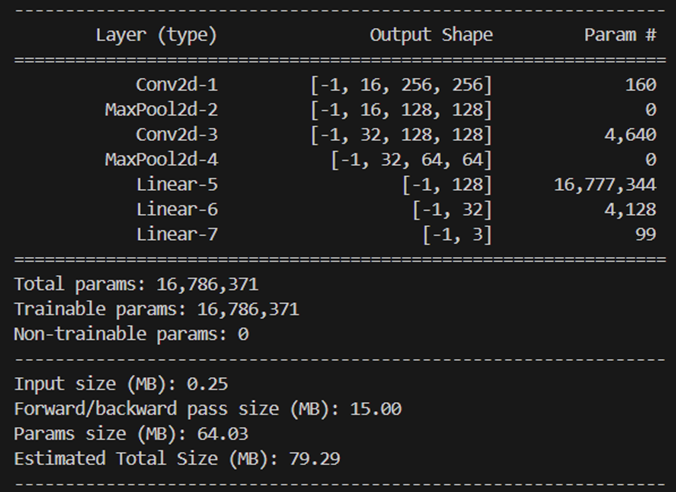 ----------------------------------------------------------------
Layer (type) Output Shape Param #
================================================================
Conv2d-1 [-1, 16, 256, 256] 160
MaxPool2d-2 [-1, 16, 128, 128] 0
Conv2d-3 [-1, 32, 128, 128] 4,640
MaxPool2d-4 [-1, 32, 64, 64] 0
Linear-5 [-1, 128] 16,777,344
Linear-6 [-1, 32] 4,128
Linear-7 [-1, 3] 99
================================================================
Total params: 16,786,371
Trainable params: 16,786,371
Non-trainable params: 0
----------------------------------------------------------------
Input size (MB): 0.25
Forward/backward pass size (MB): 15.00
Params size (MB): 64.03
Estimated Total Size (MB): 79.29
----------------------------------------------------------------